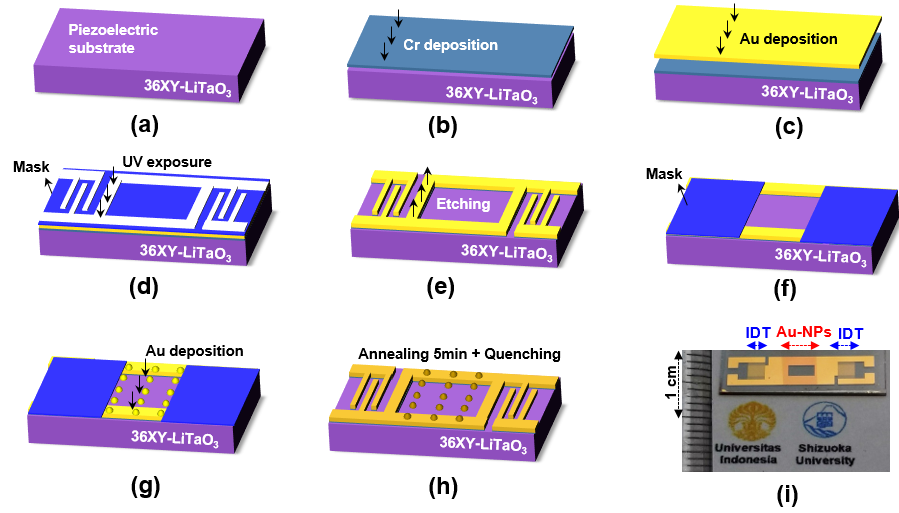 Piezoelectric
substrate
36XY-LiTaO₃
(a)
Cr deposition
36XY-LiTaO₃
(b)
Au deposition
36XY-LiTaO₃
(c)
Mask
UV exposure
36XY-LiTaO₃
(d)
Etching
36XY-LiTaO₃
(e)
Mask
36XY-LiTaO₃
(f)
Au deposition
36XY-LiTaO₃
(g)
Annealing 5min + Quenching
36XY-LiTaO₃
(h)
IDT Au-NPs IDT
1 cm
Universitas
Indonesia
Shizuoka
University
(i)